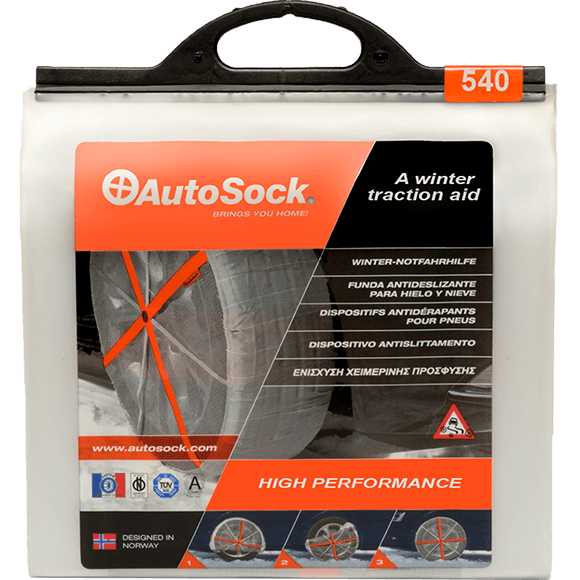 540
AutoSock®
BRINGS YOU HOME!
A winter
traction aid
WINTER-NOTFAHRHILFE
FUNDA ANTIDESLIZANTE
PARA HIELO Y NIEVE
DISPOSITIFS ANTIDÉRAPANTS
POUR PNEUS
DISPOSITIVO ANTISLITTAMENTO
ΕΝΙΣΧΥΣΗ ΧΕΙΜΕΡΙΝΗΣ ΠΡΟΣΦΥΣΗΣ
www.autosock.com
TÜV
A
HIGH PERFORMANCE
DESIGNED IN
NORWAY
1
2
3